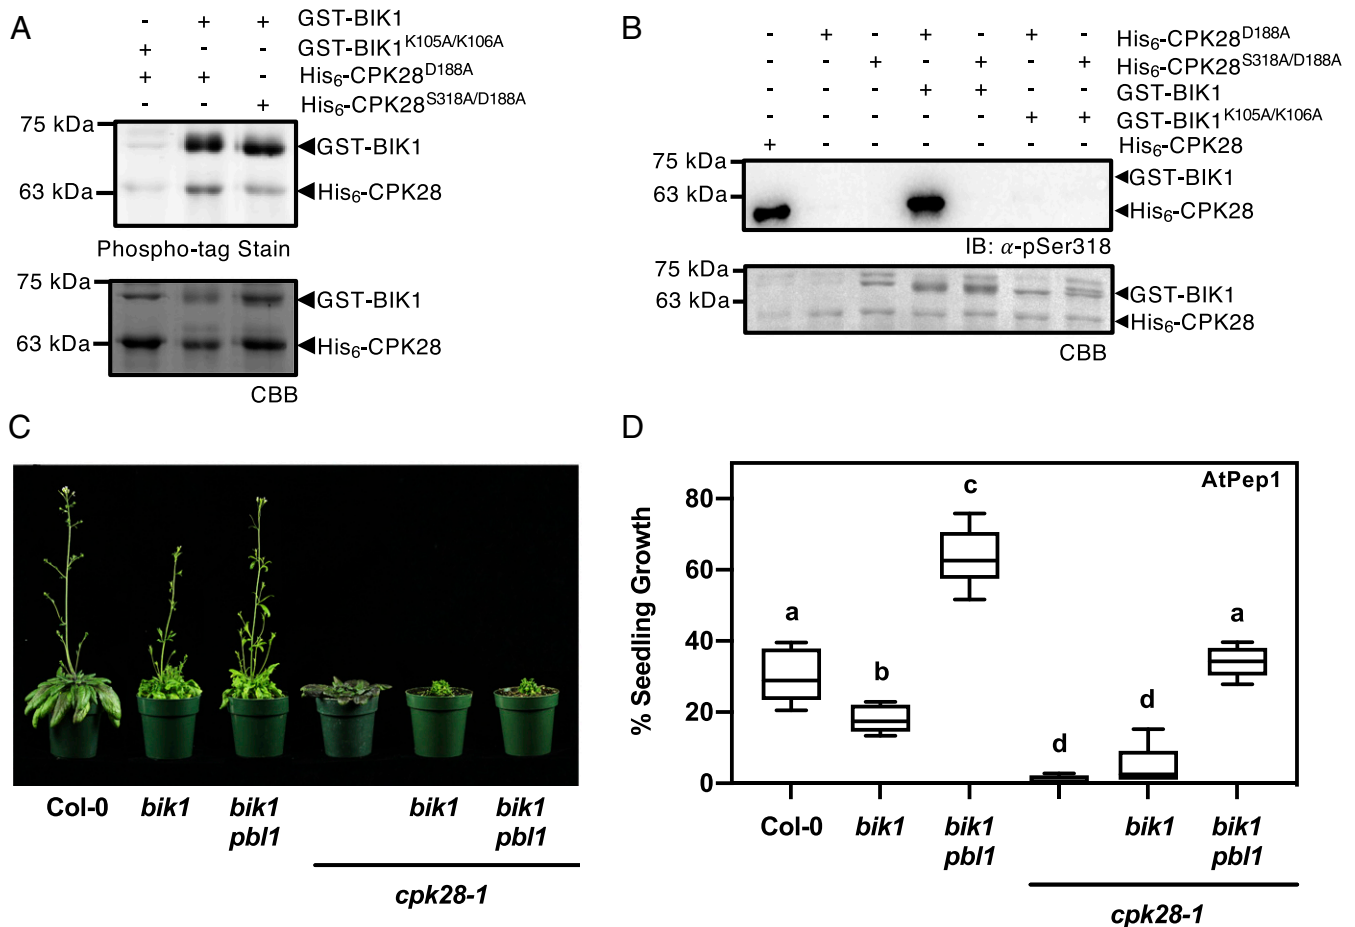 A
- + + GST-BIK1
+ - - GST-BIK1K105A/K106A
+ + - His6-CPK28D188A
- - + His6-CPK28S318A/D188A
75 kDa
GST-BIK1
63 kDa
His6-CPK28
Phospho-tag Stain
75 kDa
GST-BIK1
63 kDa
His6-CPK28
CBB
B
- + - + - + - His6-CPK28D188A
- - + - + - + His6-CPK28S318A/D188A
- - - + + - - GST-BIK1
- - - - - + + GST-BIK1K105A/K106A
+ - - - - - - His6-CPK28
75 kDa
GST-BIK1
63 kDa
His6-CPK28
IB: α-pSer318
75 kDa
GST-BIK1
63 kDa
His6-CPK28
CBB
C
Col-0 bik1 bik1 bik1 bik1
pbl1 pbl1
cpk28-1
D
AtPep1
% Seedling Growth
80
60
40
20
0
a b c d d a
Col-0 bik1 bik1 bik1 bik1
pbl1 pbl1
cpk28-1